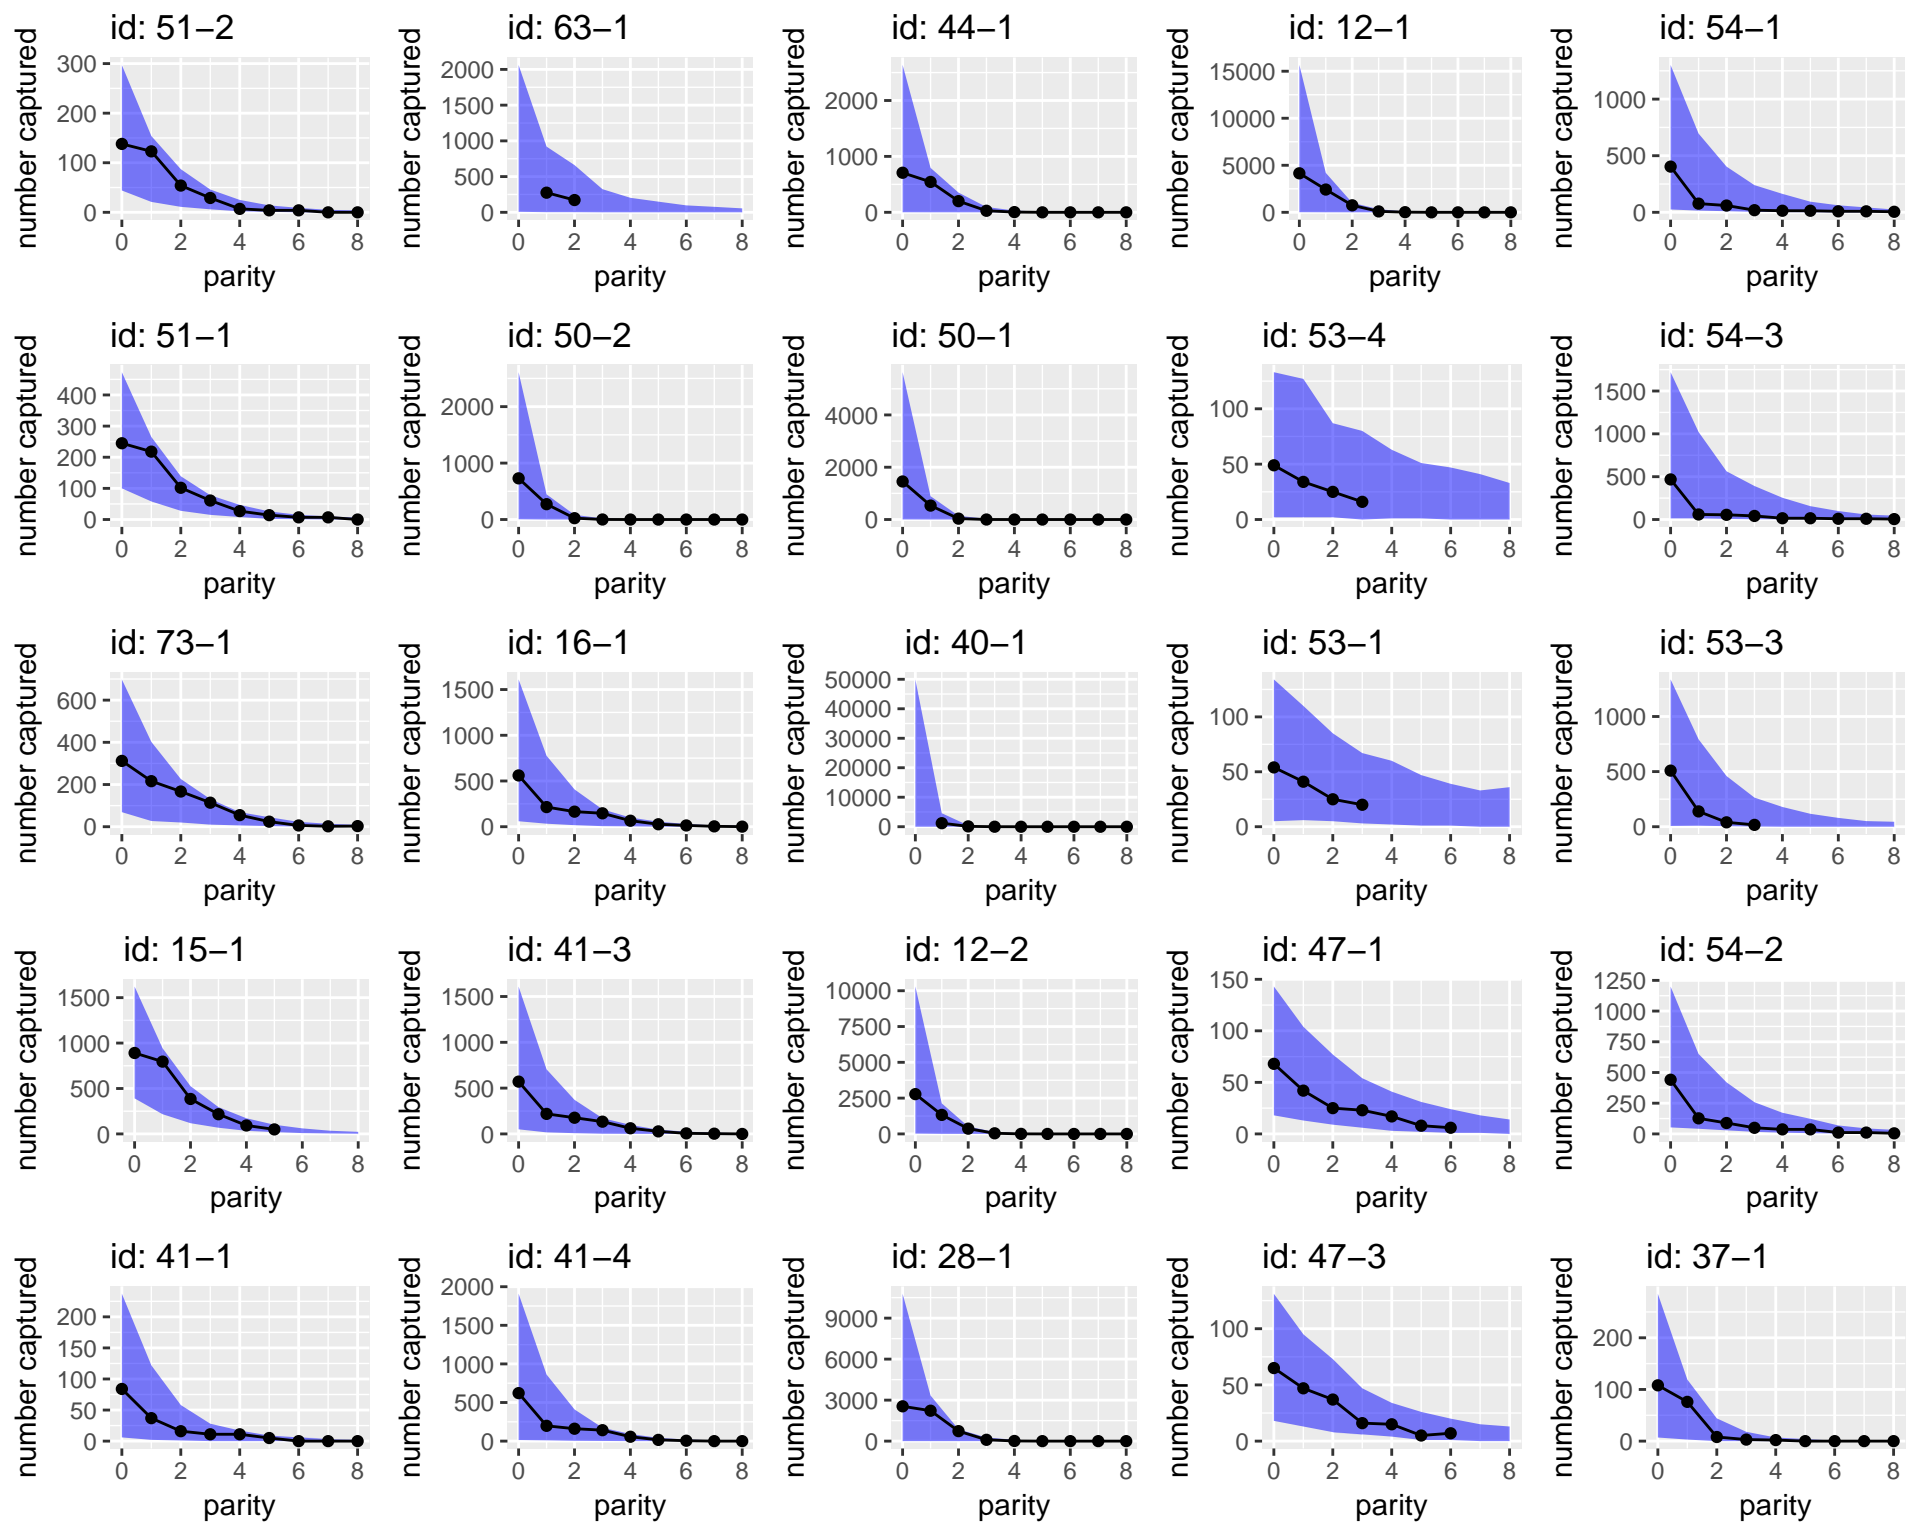 id: 51−2
number captured
300
200
100
0
0 2 4 6 8
parity
id: 63−1
number captured
2000
1500
1000
500
0
0 2 4 6 8
parity
id: 44−1
number captured
2000
1000
0
0 2 4 6 8
parity
id: 12−1
number captured
15000
10000
5000
0
0 2 4 6 8
parity
id: 54−1
number captured
1000
500
0
0 2 4 6 8
parity
id: 51−1
number captured
400
300
200
100
0
0 2 4 6 8
parity
id: 50−2
number captured
2000
1000
0
0 2 4 6 8
parity
id: 50−1
number captured
4000
2000
0
0 2 4 6 8
parity
id: 53−4
number captured
100
50
0
0 2 4 6 8
parity
id: 54−3
number captured
1500
1000
500
0
0 2 4 6 8
parity
id: 73−1
number captured
600
400
200
0
0 2 4 6 8
parity
id: 16−1
number captured
1500
1000
500
0
0 2 4 6 8
parity
id: 40−1
number captured
50000
40000
30000
20000
10000
0
0 2 4 6 8
parity
id: 53−1
number captured
100
50
0
0 2 4 6 8
parity
id: 53−3
number captured
1000
500
0
0 2 4 6 8
parity
id: 15−1
number captured
1500
1000
500
0
0 2 4 6 8
parity
id: 41−3
number captured
1500
1000
500
0
0 2 4 6 8
parity
id: 12−2
number captured
10000
7500
5000
2500
0
0 2 4 6 8
parity
id: 47−1
number captured
150
100
50
0
0 2 4 6 8
parity
id: 54−2
number captured
1250
1000
750
500
250
0
0 2 4 6 8
parity
id: 41−1
number captured
200
150
100
50
0
0 2 4 6 8
parity
id: 41−4
number captured
2000
1500
1000
500
0
0 2 4 6 8
parity
id: 28−1
number captured
9000
6000
3000
0
0 2 4 6 8
parity
id: 47−3
number captured
100
50
0
0 2 4 6 8
parity
id: 37−1
number captured
200
100
0
0 2 4 6 8
parity